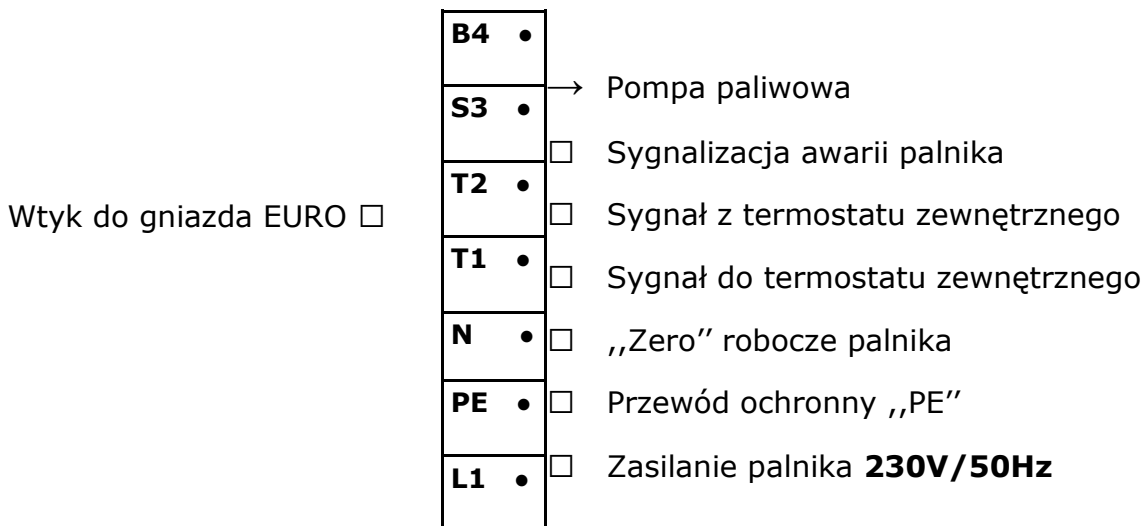 B4 •
→ Pompa paliwowa
S3 •
□ Sygnalizacja awarii palnika
T2 •
Wtyk do gniazda EURO □
□ Sygnał z termostatu zewnętrznego
T1 •
□ Sygnał do termostatu zewnętrznego
N •
□ ,,Zero’’ robocze palnika
PE •
□ Przewód ochronny ,,PE’’
□ Zasilanie palnika 230V/50Hz
L1 •